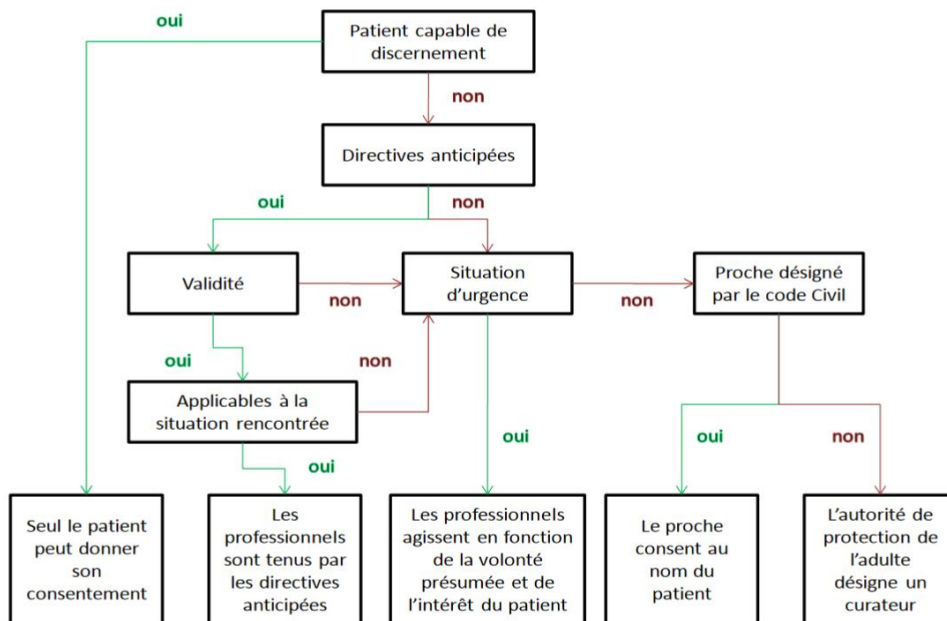 oui
Patient capable de
discernement
non
Directives anticipées
oui
non
Validité
non
Situation
d'urgence
non
Proche désigné
par le code Civil
oui
non
Applicables à la
situation rencontrée
oui
oui
oui
non
Seul le patient
peut donner
son
consentement
Les
professionnels
sont tenus par
les directives
anticipées
Les professionnels
agissent en fonction
de la volonté
présumée et de
l'intérêt du patient
Le proche
consent au
nom du
patient
L'autorité de
protection de
l'adulte
désigne un
curateur